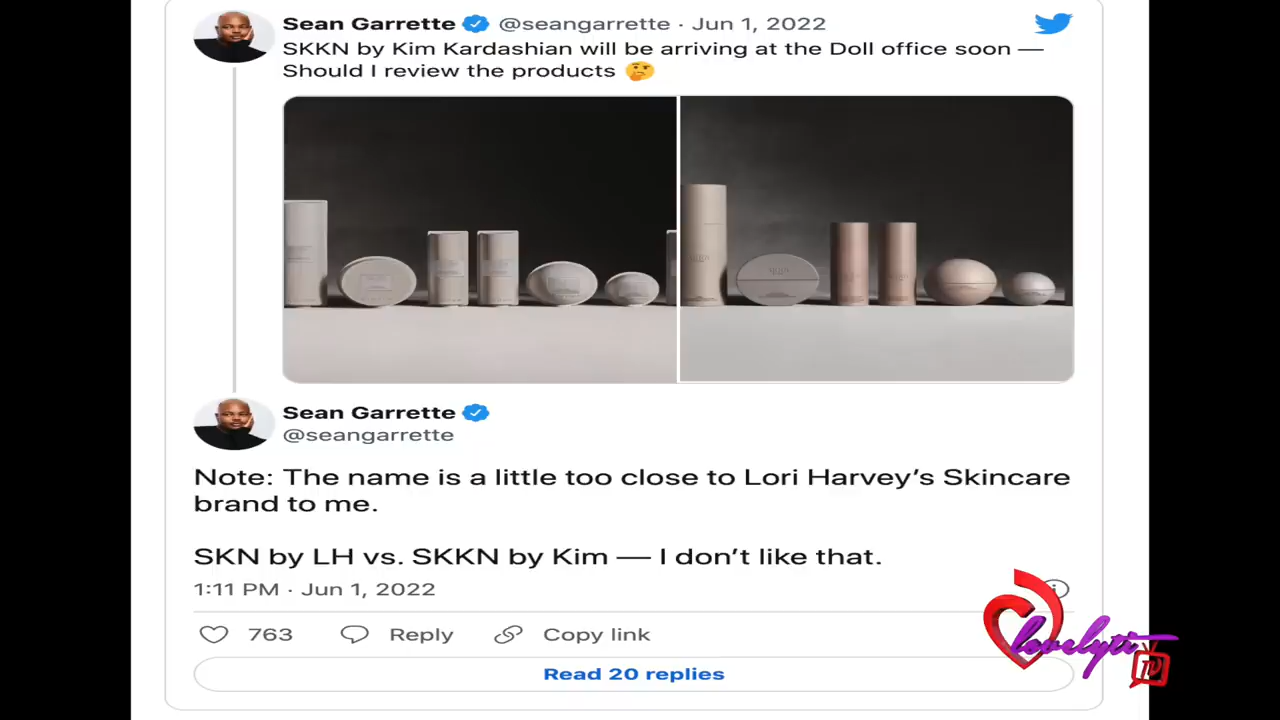 Sean Garrette @seangarrette · Jun 1, 2022
SKKN by Kim Kardashian will be arriving at the Doll office soon —
Should I review the products 🤔
Sean Garrette
@seangarrette
Note: The name is a little too close to Lori Harvey’s Skincare
brand to me.
SKN by LH vs. SKKN by Kim — I don’t like that.
1:11 PM · Jun 1, 2022
763 Reply Copy link
Read 20 replies
lovelyti
TV